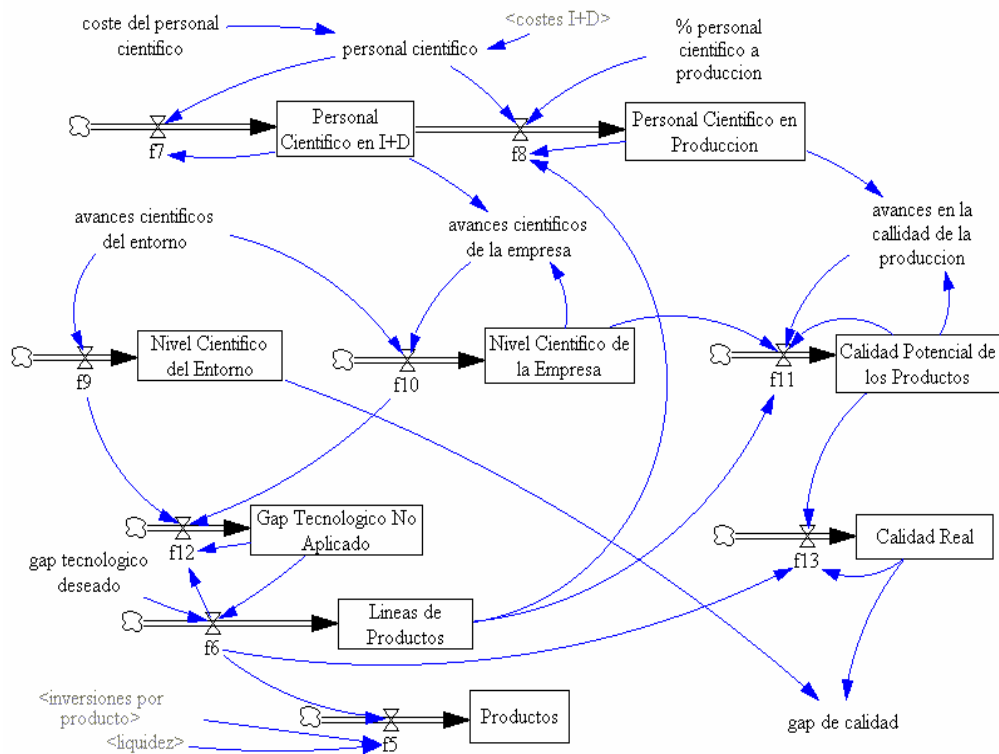 coste del personal
cientifico
personal cientifico
<costes I+D>
% personal
cientifico a
produccion
f7
Personal
Cientifico en I+D
f8
Personal Cientifico en
Produccion
avances cientificos
del entorno
avances cientificos
de la empresa
avances en la
callidad de la
produccion
f9
Nivel Cientifico
del Entorno
f10
Nivel Cientifico de
la Empresa
f11
Calidad Potencial de
los Productos
f12
Gap Tecnologico No
Aplicado
f13
Calidad Real
gap tecnologico
deseado
f6
Lineas de
Productos
<inversiones por
producto>
<liquidez>
f5
Productos
gap de calidad